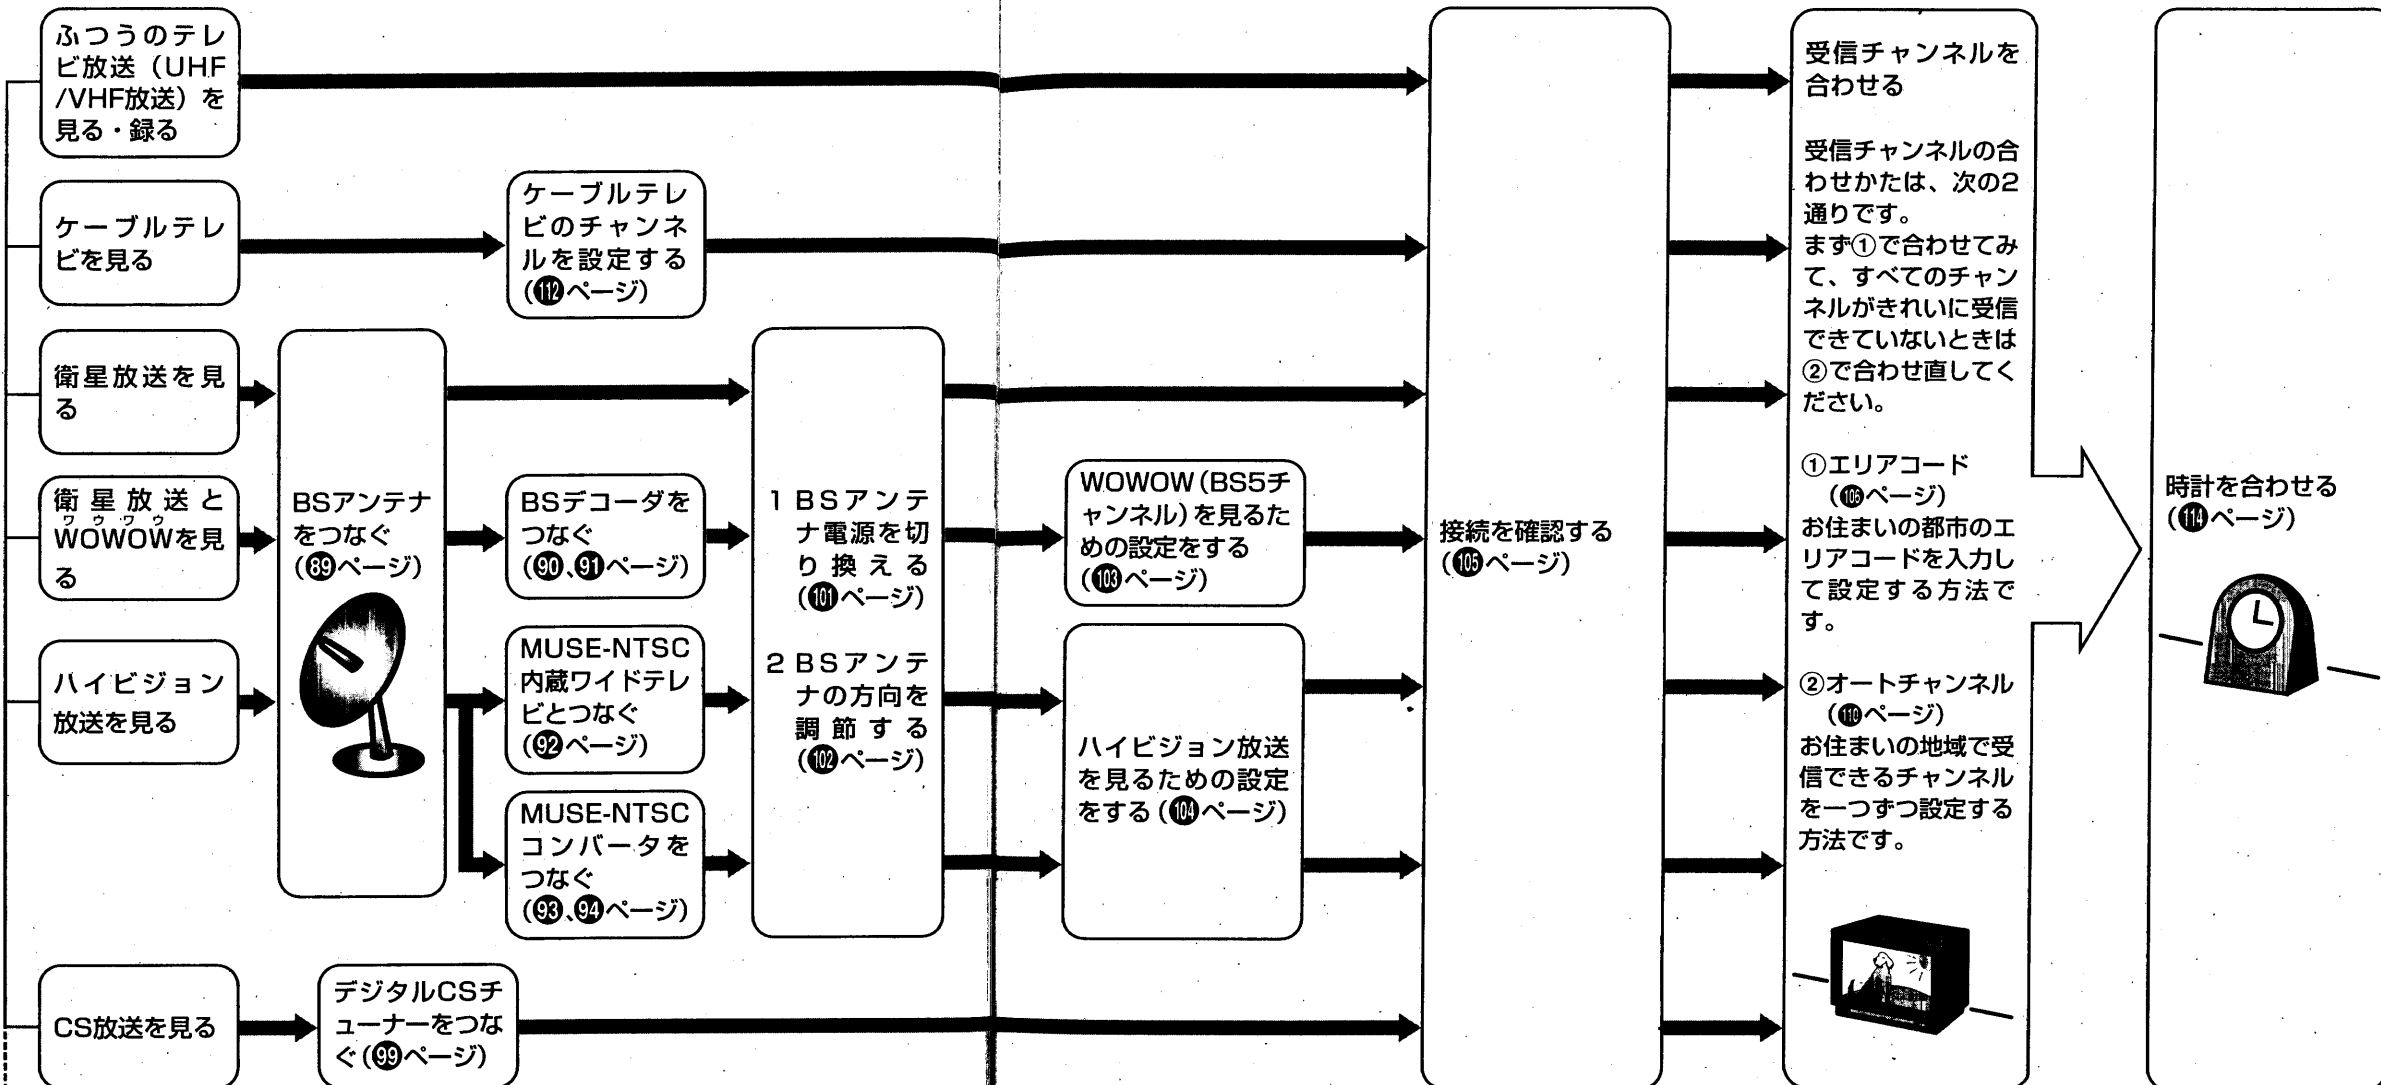 ふつうのテレ
ビ放送（UHF
/VHF放送）を
見る・録る
ケーブルテレ
ビを見る
ケーブルテレ
ビのチャンネ
ルを設定する
（112ページ）
衛星放送を見
る
衛星放送と
ワウワウ
WOWOWを見
る
ハイビジョン
放送を見る
BSアンテナ
をつなぐ
（89ページ）
BSデコーダを
つなぐ
（90、91ページ）
MUSE-NTSC
内蔵ワイドテレ
ビとつなぐ
（92ページ）
MUSE-NTSC
コンバータを
つなぐ
（93、94ページ）
1 BSアンテ
ナ電源を切
り換える
（101ページ）
2 BSアンテ
ナの方向を
調節する
（102ページ）
WOWOW（BS5チ
ャンネル）を見るた
めの設定をする
（103ページ）
ハイビジョン放送
を見るための設定
をする（104ページ）
CS放送を見る
デジタルCSチ
ューナーをつな
ぐ（99ページ）
接続を確認する
（105ページ）
受信チャンネルを
合わせる
受信チャンネルの合
わせかたは、次の2
通りです。
まず①で合わせてみ
て、すべてのチャン
ネルがきれいに受信
できていないときは
②で合わせ直してく
ださい。
①エリアコード
（106ページ）
お住まいの都市のエ
リアコードを入力し
て設定する方法で
す。
②オートチャンネル
（110ページ）
お住まいの地域で受
信できるチャンネル
を一つずつ設定する
方法です。
時計を合わせる
（114ページ）